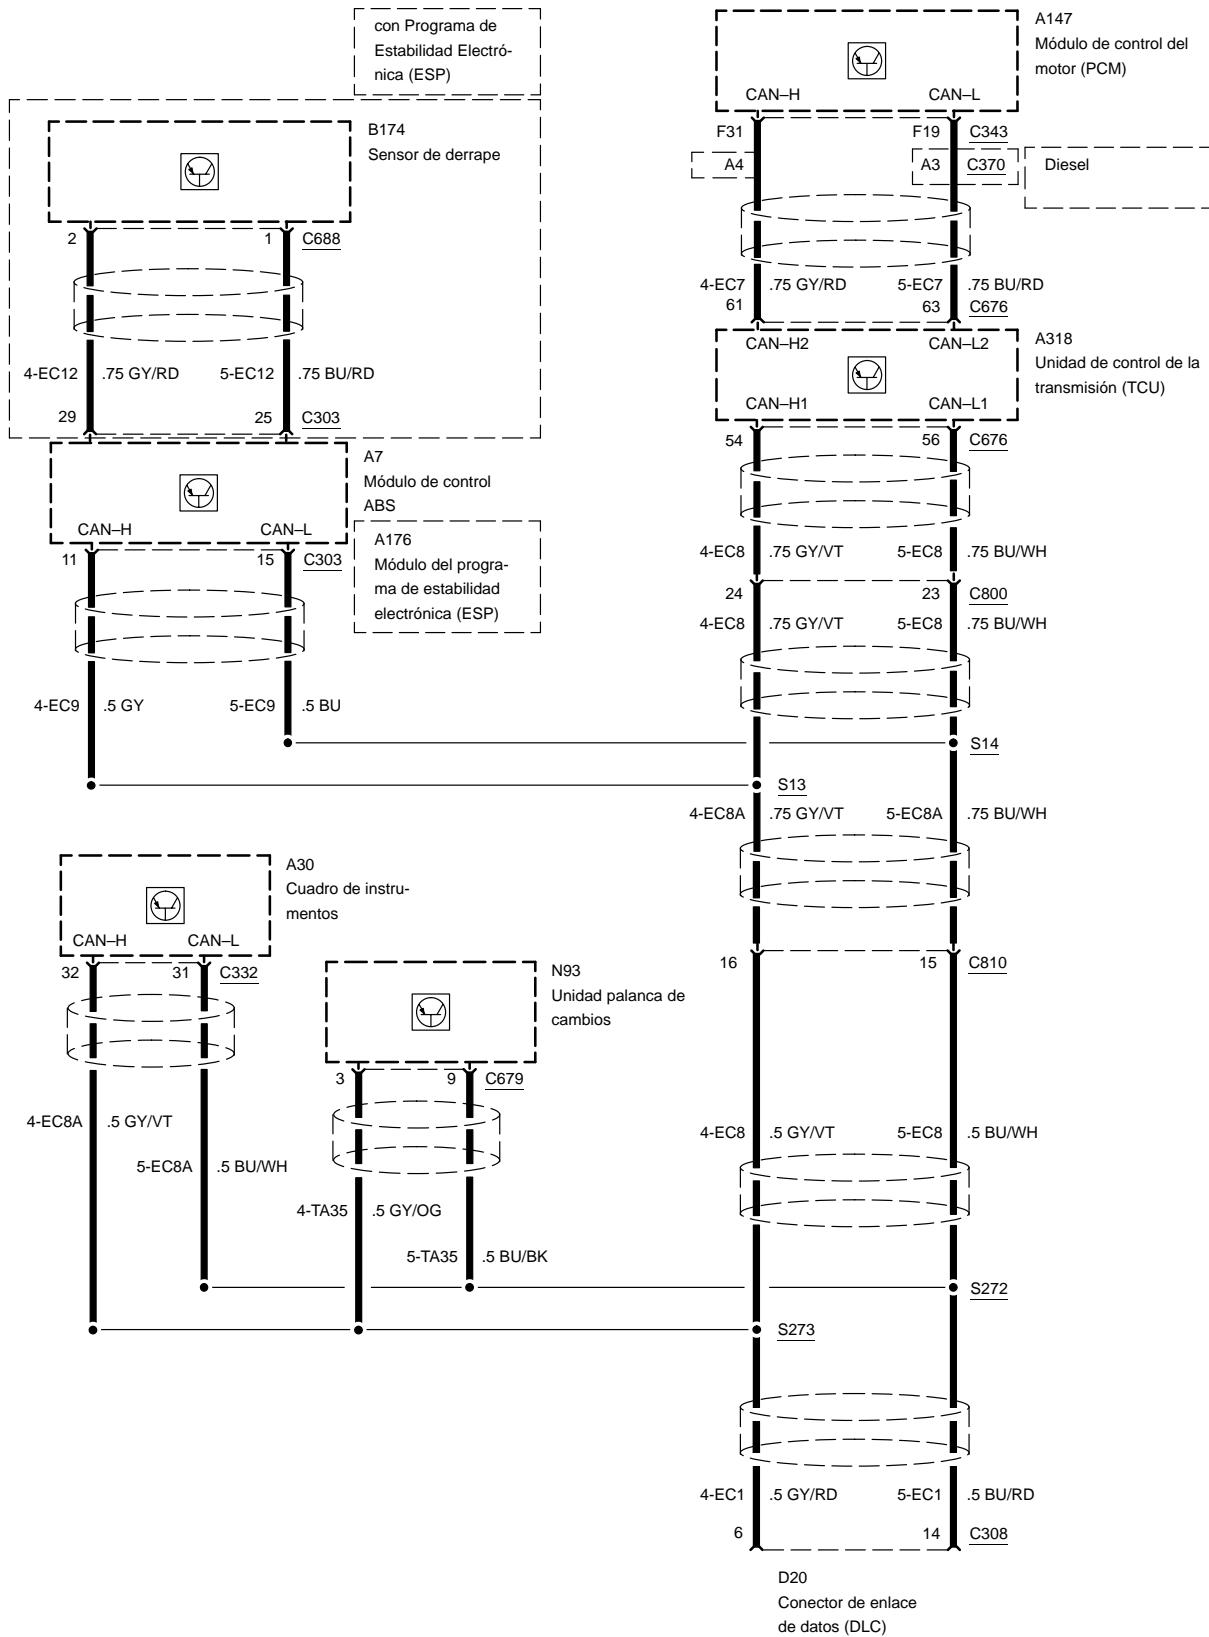 con Programa de
Estabilidad Electró-
nica (ESP)
B174
Sensor de derrape
2
1
C688
4-EC12
.75 GY/RD
5-EC12
.75 BU/RD
29
25
C303
A7
Módulo de control
ABS
CAN–H
CAN–L
11
15
C303
A176
Módulo del progra-
ma de estabilidad
electrónica (ESP)
4-EC9
.5 GY
5-EC9
.5 BU
A147
Módulo de control del
motor (PCM)
CAN–H
CAN–L
F31
F19
C343
A4
A3
C370
Diesel
4-EC7
.75 GY/RD
5-EC7
.75 BU/RD
61
63
C676
CAN–H2
CAN–L2
A318
Unidad de control de la
transmisión (TCU)
CAN–H1
CAN–L1
54
56
C676
4-EC8
.75 GY/VT
5-EC8
.75 BU/WH
24
23
C800
4-EC8
.75 GY/VT
5-EC8
.75 BU/WH
S14
S13
4-EC8A
.75 GY/VT
5-EC8A
.75 BU/WH
16
15
C810
A30
Cuadro de instru-
mentos
CAN–H
CAN–L
32
31
C332
N93
Unidad palanca de
cambios
3
9
C679
4-EC8A
.5 GY/VT
5-EC8A
.5 BU/WH
4-TA35
.5 GY/OG
5-TA35
.5 BU/BK
4-EC8
.5 GY/VT
5-EC8
.5 BU/WH
S272
S273
4-EC1
.5 GY/RD
5-EC1
.5 BU/RD
6
14
C308
D20
Conector de enlace
de datos (DLC)